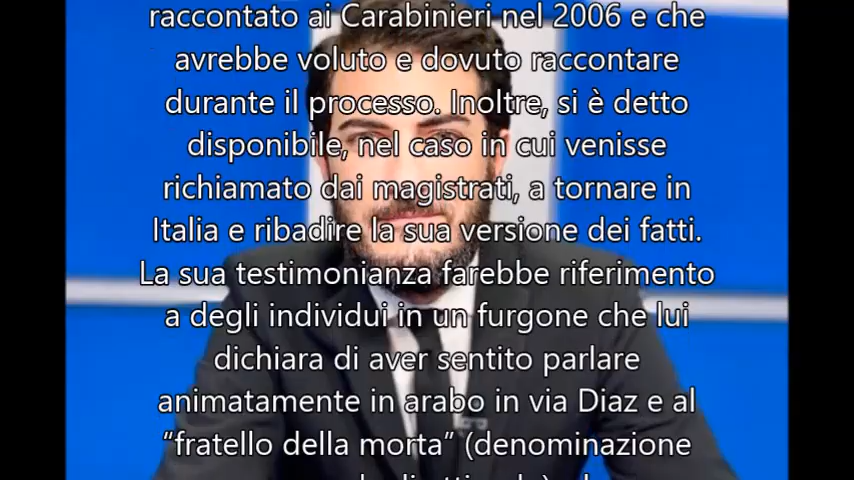 raccontato ai Carabinieri nel 2006 e che
avrebbe voluto e dovuto raccontare
durante il processo. Inoltre, si è detto
disponibile, nel caso in cui venisse
richiamato dai magistrati, a tornare in
Italia e ribadire la sua versione dei fatti.
La sua testimonianza farebbe riferimento
a degli individui in un furgone che lui
dichiara di aver sentito parlare
animatamente in arabo in via Diaz e al
“fratello della morta” (denominazione